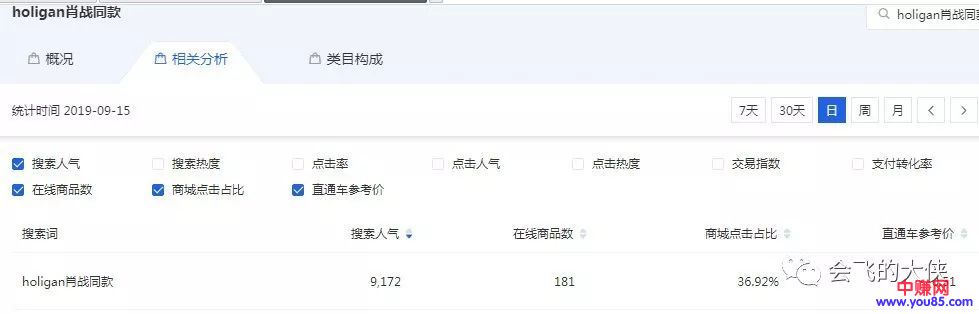 holigan肖战同款
holigan肖战同
概况 相关分析 类目构成
统计时间 2019-09-15 7天 30天 日 周 月
搜索人气 搜索热度 点击率 点击人气 点击热度 交易指数 支付转化率
在线商品数 商城点击占比 直通车参考价
搜索词 搜索人气 在线商品数 商城点击占比 直通车参考价
holigan肖战同款 9,172 181 36.92%
会飞的大侠
中赚网
www.you85.com